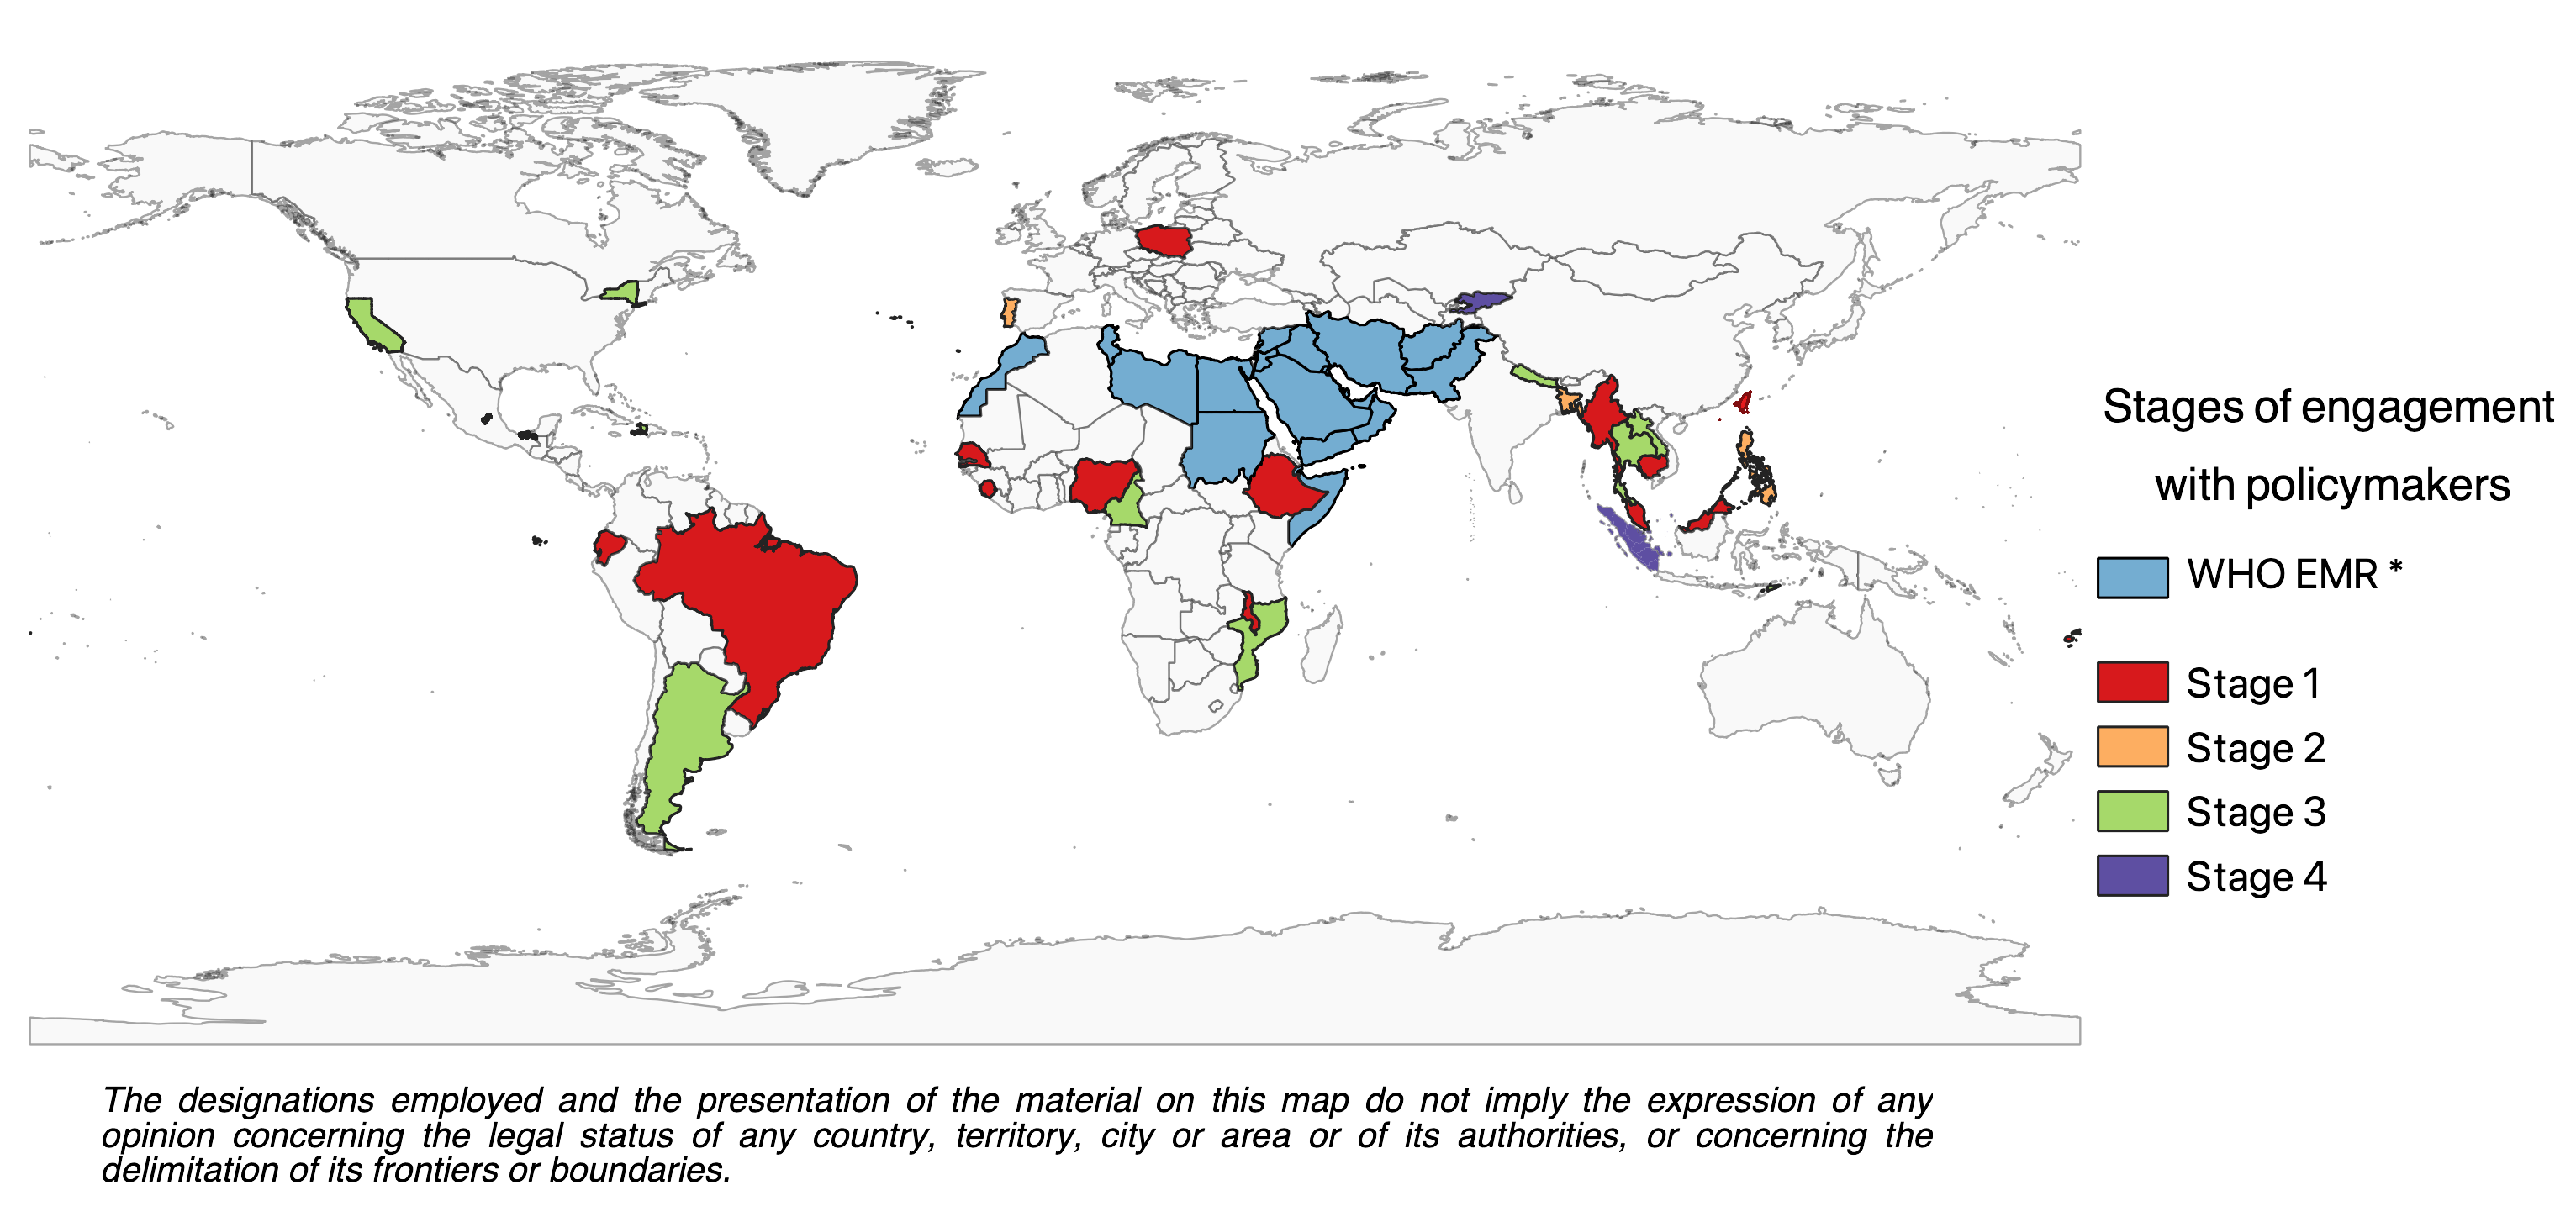 Stages of engagement
with policymakers
WHO EMR *
Stage 1
Stage 2
Stage 3
Stage 4
The designations employed and the presentation of the material on this map do not imply the expression of any
opinion concerning the legal status of any country, territory, city or area or of its authorities, or concerning the
delimitation of its frontiers or boundaries.